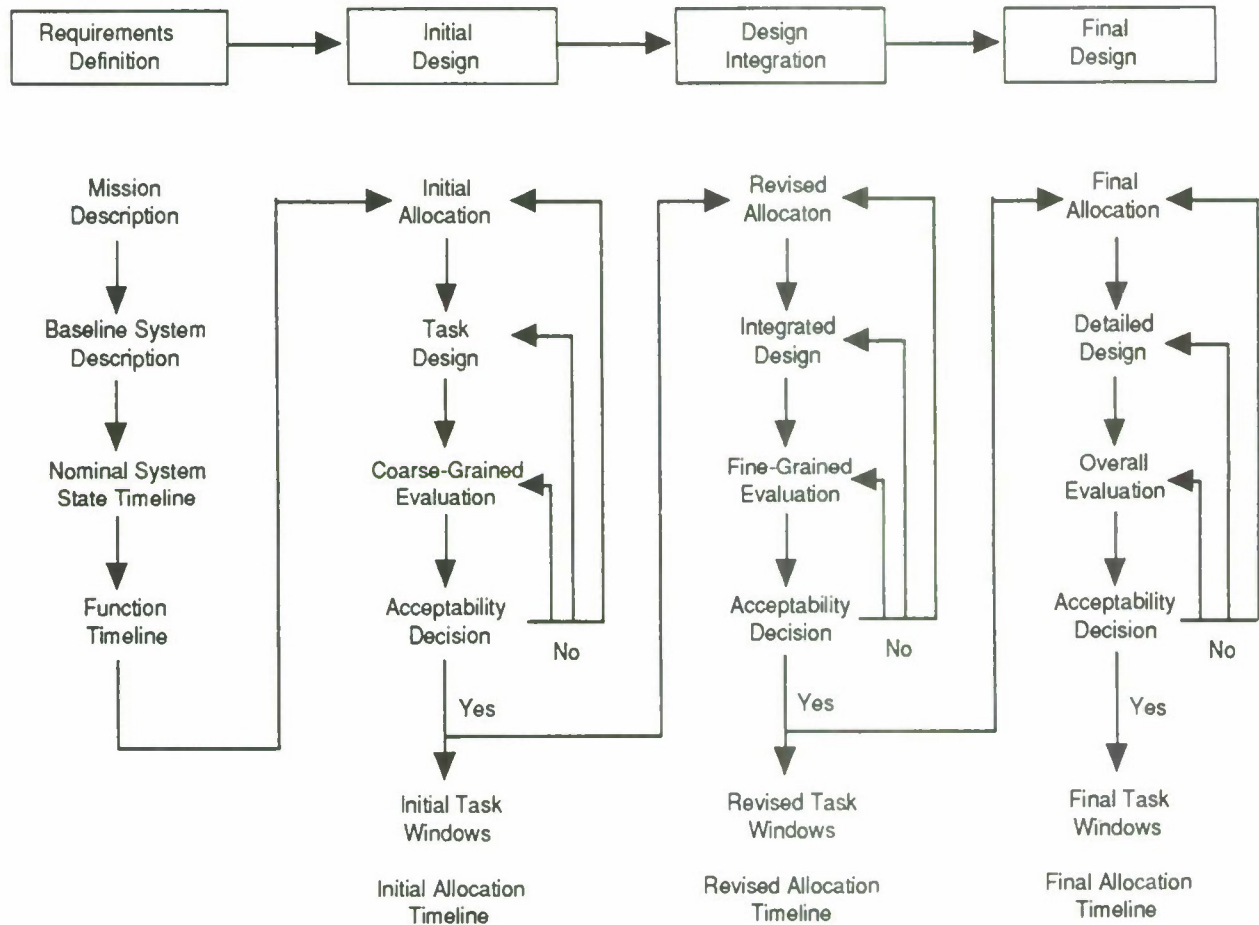 Requirements
Definition
Initial
Design
Design
Integration
Final
Design
Mission
Description
Baseline System
Description
Nominal System
State Timeline
Function
Timeline
Initial
Allocation
Task
Design
Coarse-Grained
Evaluation
Acceptability
Decision
No
Yes
Initial Task
Windows
Initial Allocation
Timeline
Revised
Allocaton
Integrated
Design
Fine-Grained
Evaluation
Acceptability
Decision
No
Yes
Revised Task
Windows
Revised Allocation
Timeline
Final
Allocation
Detailed
Design
Overall
Evaluation
Acceptability
Decision
No
Yes
Final Task
Windows
Final Allocation
Timeline